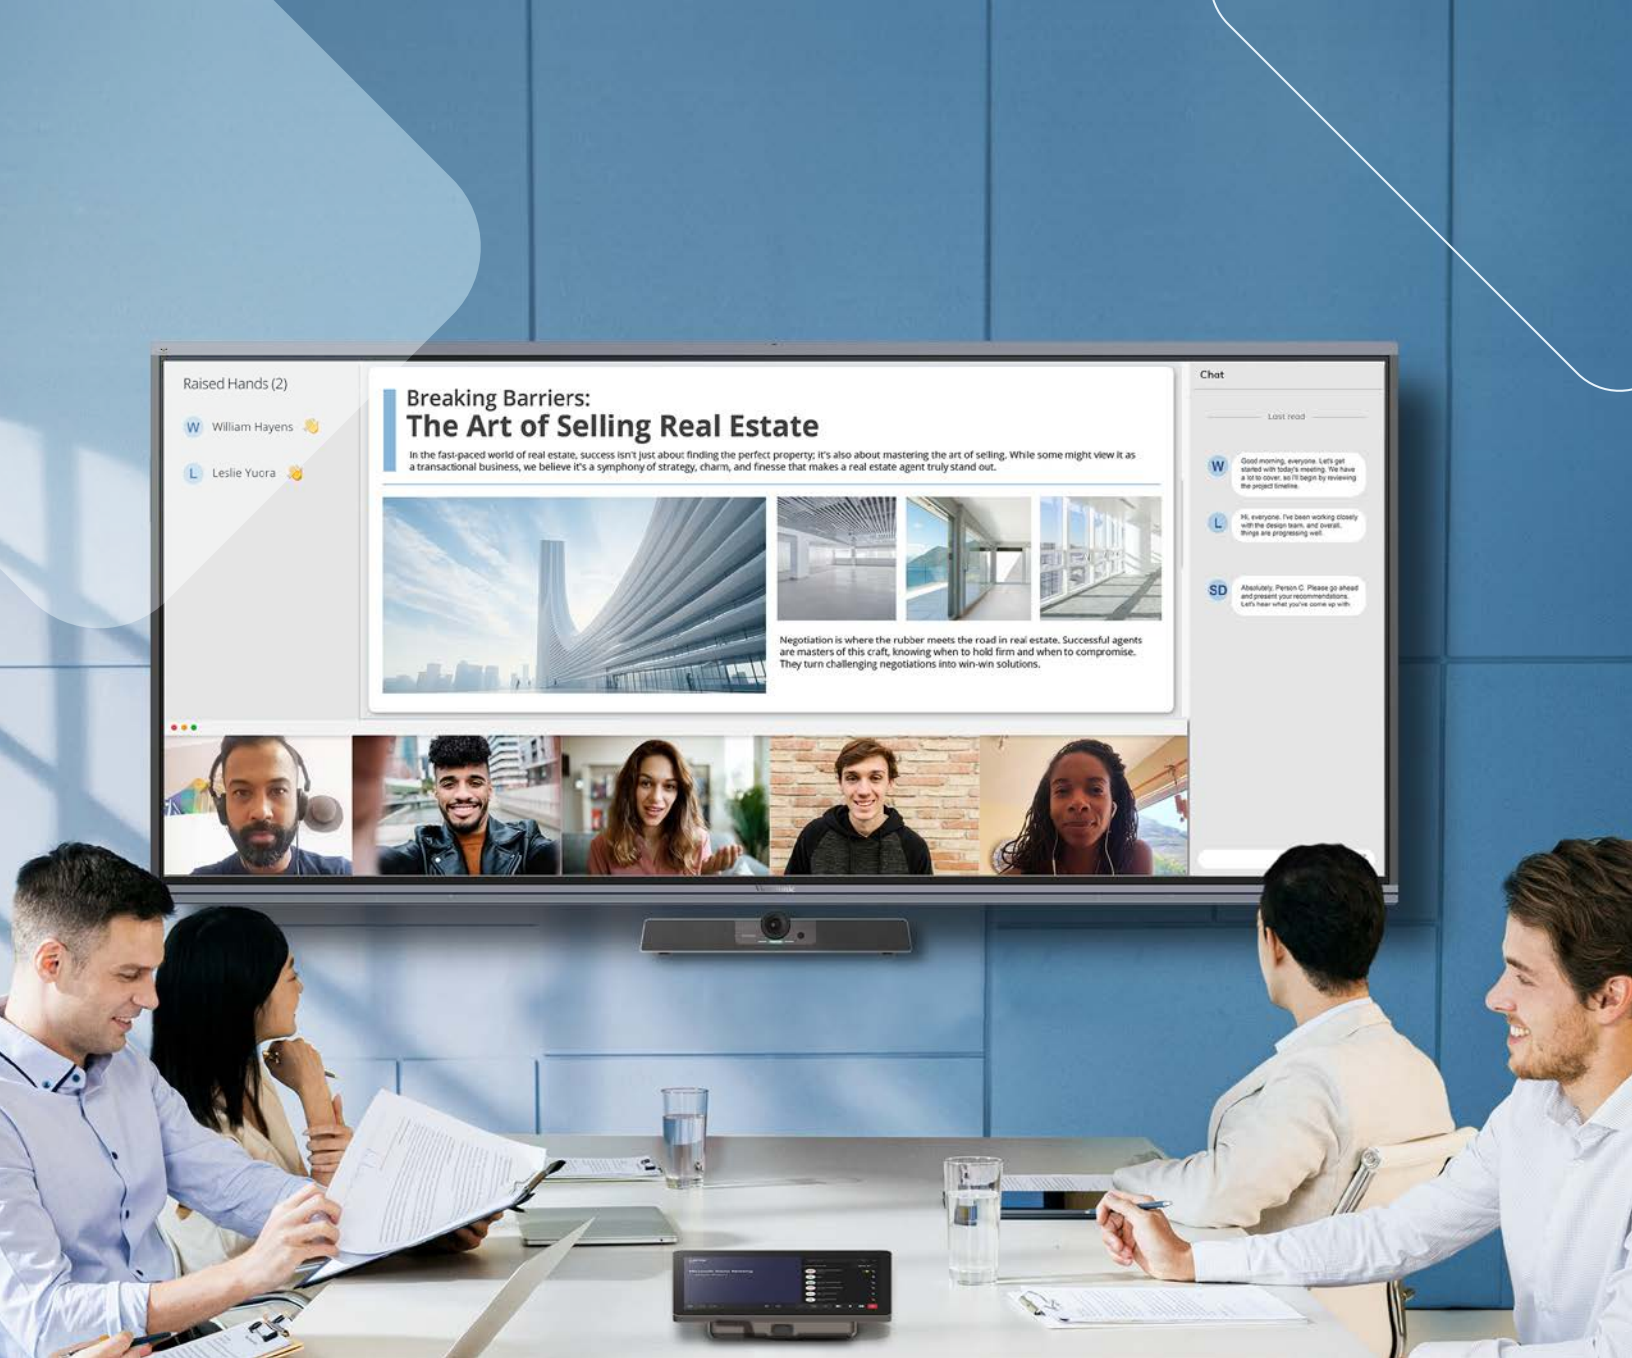 Raised Hands (2)
W William Hayens
L Leslie Yuora
Breaking Barriers:
The Art of Selling Real Estate
In the fast-paced world of real estate, success isn't just about finding the perfect property; it's also about mastering the art of selling. While some might view it as
a transactional business, we believe it's a symphony of strategy, charm, and finesse that makes a real estate agent truly stand out.
Negotiation is where the rubber meets the road in real estate. Successful agents
are masters of this craft, knowing when to hold firm and when to compromise.
They turn challenging negotiations into win-win solutions.
Chat
Last read
W
Good morning, everyone. Let's get
started with today's meeting. We have
a lot to cover, so I'll begin by reviewing
the project timeline.
L
Hi, everyone. I've been working closely
with the design team, and overall,
things are progressing well.
SD
Absolutely, Person C. Please go ahead
and present your recommendations.
Let's hear what you've come up with